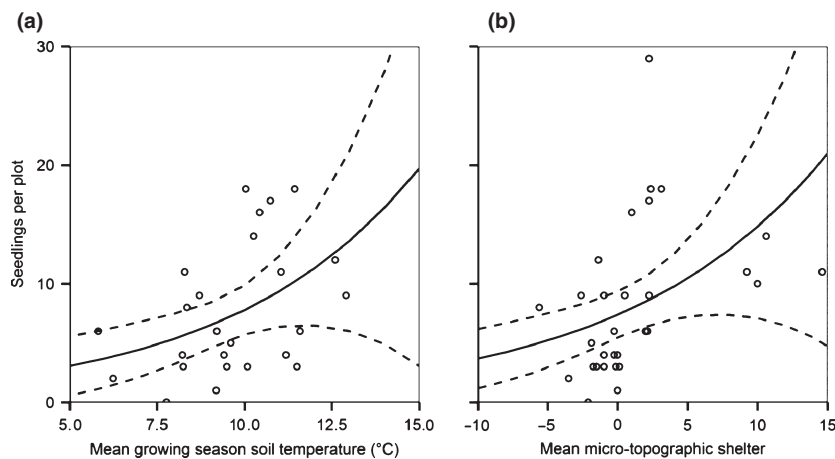 (a)
(b)
Seedlings per plot
30
20
10
0
5.0 7.5 10.0 12.5 15.0
Mean growing season soil temperature (°C)
–10 –5 0 5 10 15
Mean micro-topographic shelter